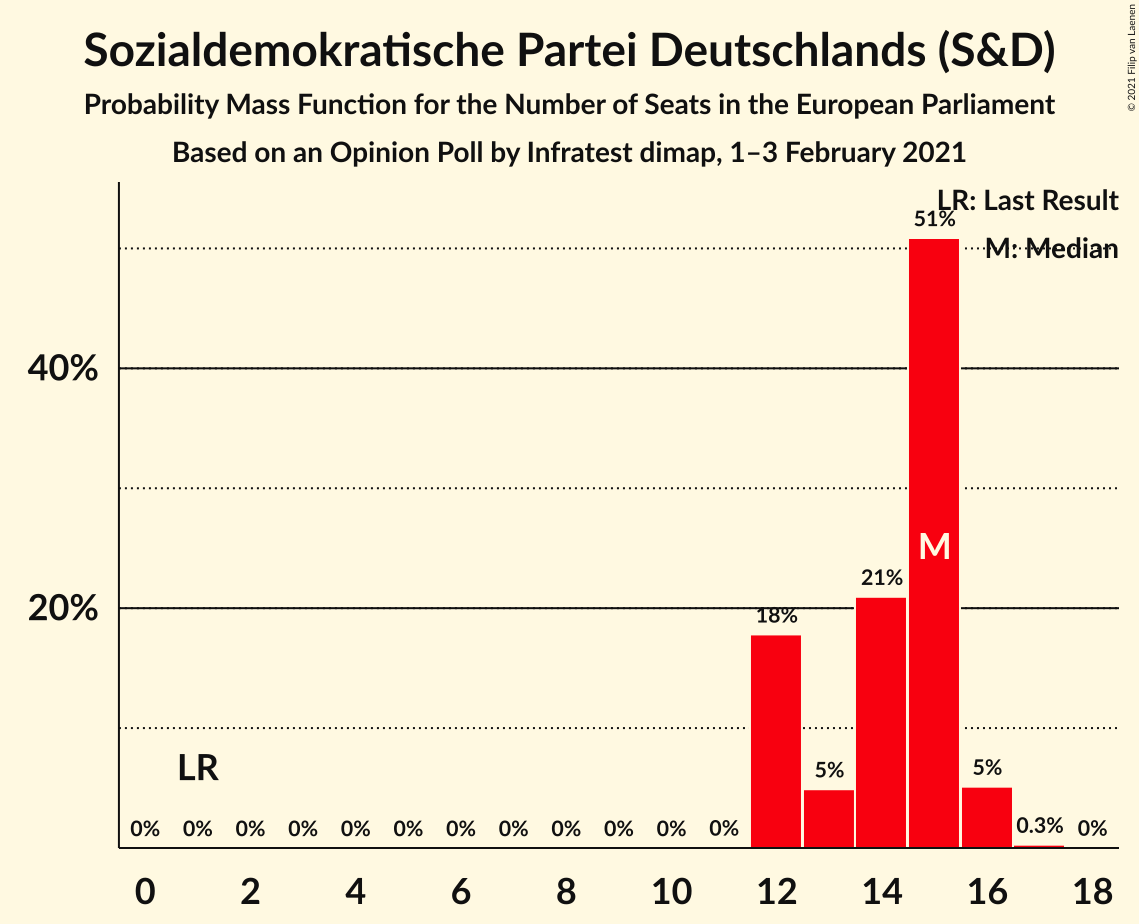 Sozialdemokratische Partei Deutschlands (S&D)
Probability Mass Function for the Number of Seats in the European Parliament
Based on an Opinion Poll by Infratest dimap, 1–3 February 2021
© 2021 Filip van Laenen
LR: Last Result
M: Median
51%
40%
M
21%
20%
18%
LR
5%
5%
0% 0% 0% 0% 0% 0% 0% 0% 0% 0% 0% 0% 0.3% 0%
0 2 4 6 8 10 12 14 16 18